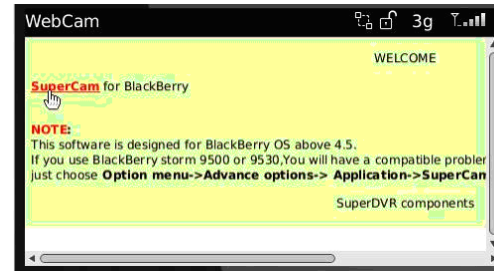 WebCam 3g
WELCOME
SuperCam for BlackBerry
NOTE:
This software is designed for BlackBerry OS above 4.5.
If you use BlackBerry storm 9500 or 9530,You will have a compatible
just choose Option menu->Advance options-> Application->SuperCam
SuperDVR components